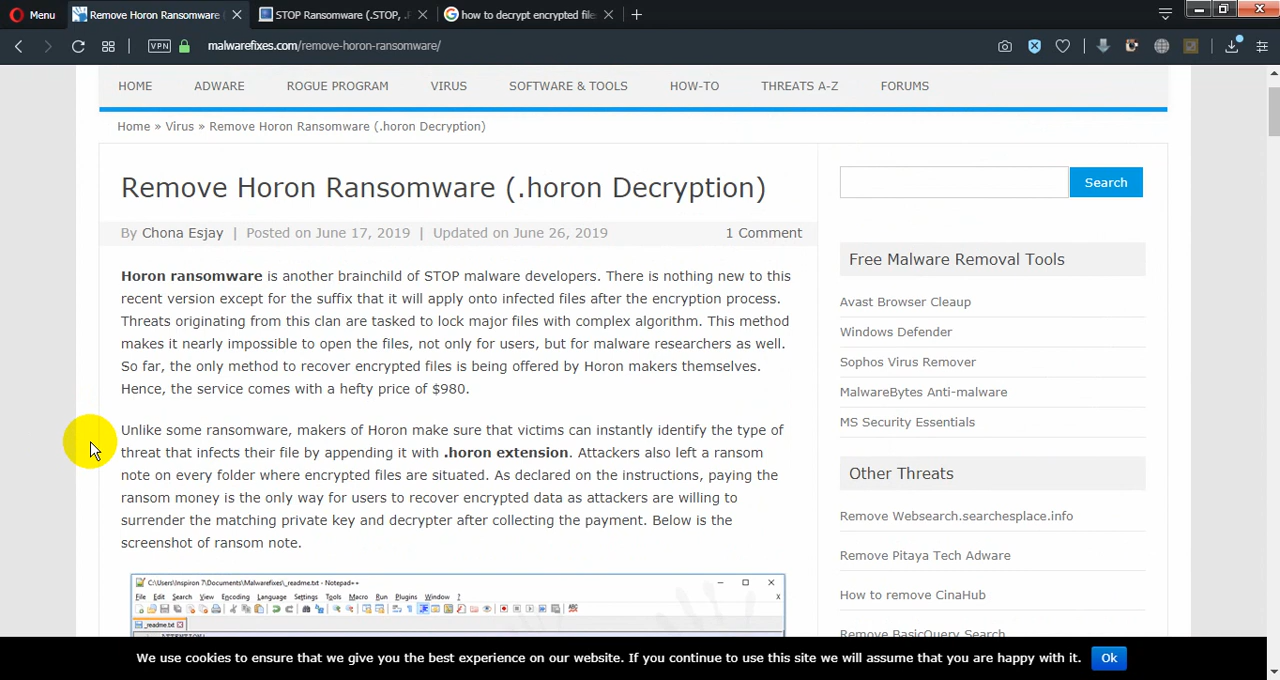 Menu
Remove Horon Ransomware (
STOP Ransomware (.STOP, .
how to decrypt encrypted file
VPN
malwarefixes.com/remove-horon-ransomware/
HOME
ADWARE
ROGUE PROGRAM
VIRUS
SOFTWARE & TOOLS
HOW-TO
THREATS A-Z
FORUMS
Home » Virus » Remove Horon Ransomware (.horon Decryption)
Remove Horon Ransomware (.horon Decryption)
By Chona Esjay | Posted on June 17, 2019 | Updated on June 26, 2019
1 Comment
Horon ransomware is another brainchild of STOP malware developers. There is nothing new to this
recent version except for the suffix that it will apply onto infected files after the encryption process.
Threats originating from this clan are tasked to lock major files with complex algorithm. This method
makes it nearly impossible to open the files, not only for users, but for malware researchers as well.
So far, the only method to recover encrypted files is being offered by Horon makers themselves.
Hence, the service comes with a hefty price of $980.
Unlike some ransomware, makers of Horon make sure that victims can instantly identify the type of
threat that infects their file by appending it with .horon extension. Attackers also left a ransom
note on every folder where encrypted files are situated. As declared on the instructions, paying the
ransom money is the only way for users to recover encrypted data as attackers are willing to
surrender the matching private key and decrypter after collecting the payment. Below is the
screenshot of ransom note.
C:\Users\Inspiron 7\Documents\Malwarefixes\_readme.txt - Notepad++
File Edit Search View Encoding Language Settings Tools Macro Run Plugins Window ?
_readme.txt
Search
Free Malware Removal Tools
Avast Browser Cleaup
Windows Defender
Sophos Virus Remover
MalwareBytes Anti-malware
MS Security Essentials
Other Threats
Remove Websearch.searchesplace.info
Remove Pitaya Tech Adware
How to remove CinaHub
Remove BasicQuery Search
We use cookies to ensure that we give you the best experience on our website. If you continue to use this site we will assume that you are happy with it.
Ok